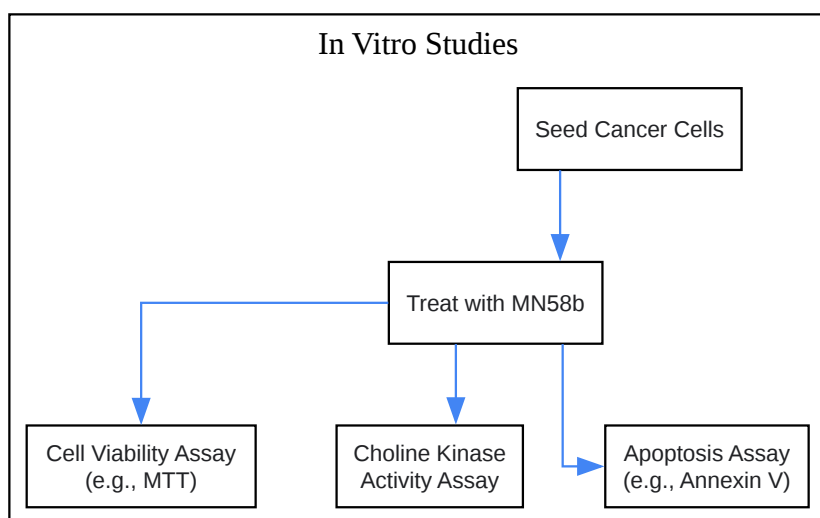 In Vitro Studies
Seed Cancer Cells
Treat with MN58b
Cell Viability Assay
(e.g., MTT)
Choline Kinase
Activity Assay
Apoptosis Assay
(e.g., Annexin V)